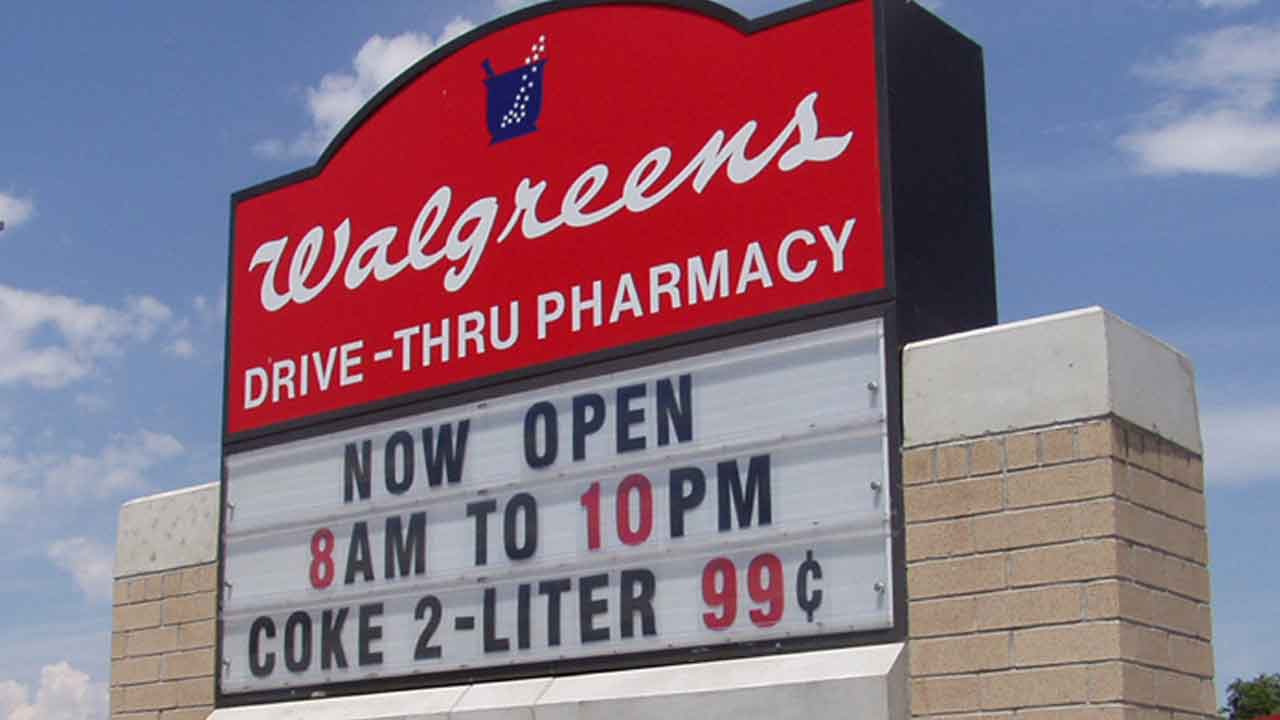 Walgreens
DRIVE-THRU PHARMACY
NOW OPEN
8AM TO 10PM
COKE 2-LITER 99¢